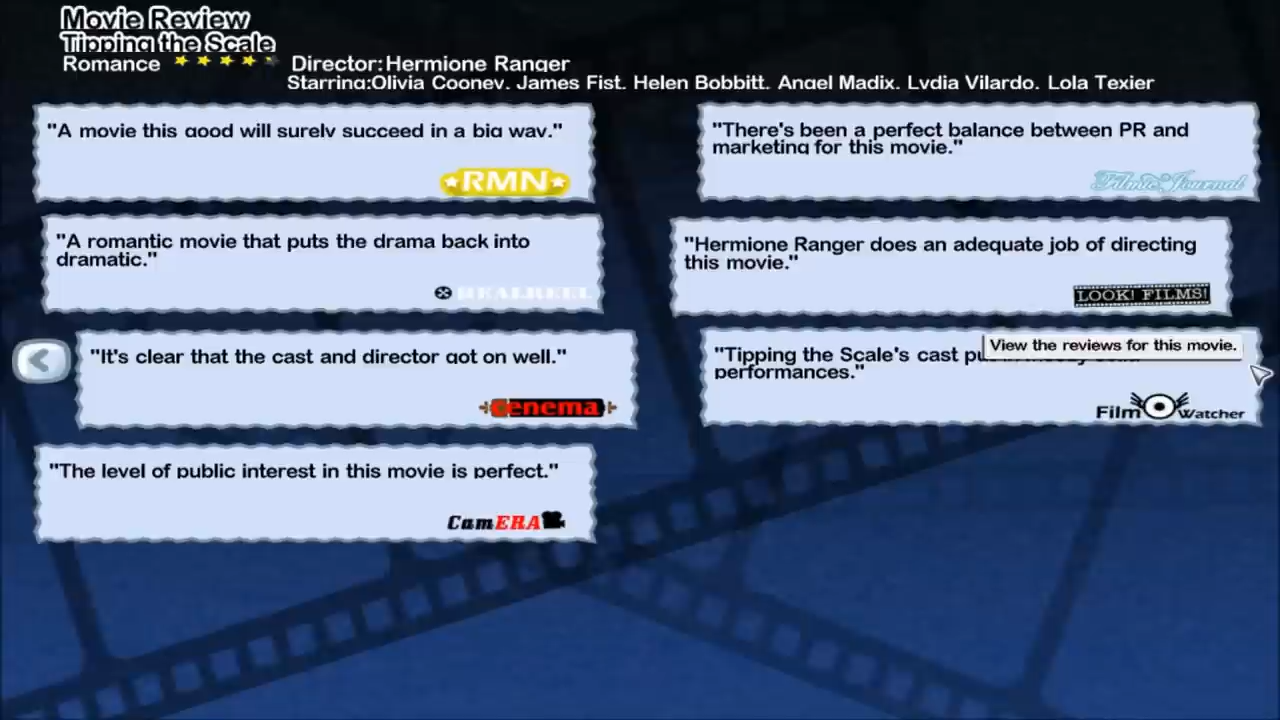 Movie Review
Tipping the Scale
Romance
Director:Hermione Ranger
Starring:Olivia Cooney, James Fist, Helen Bobbitt, Angel Madix, Lydia Vilardo, Lola Texier
"A movie this good will surely succeed in a big way."
RMN
"There's been a perfect balance between PR and
marketing for this movie."
Filmic Journal
"A romantic movie that puts the drama back into
dramatic."
REALREEL
"Hermione Ranger does an adequate job of directing
this movie."
LOOK! FILMS!
"It's clear that the cast and director got on well."
Cenema
"Tipping the Scale's cast
View the reviews for this movie.
performances."
Film Watcher
"The level of public interest in this movie is perfect."
CamERA